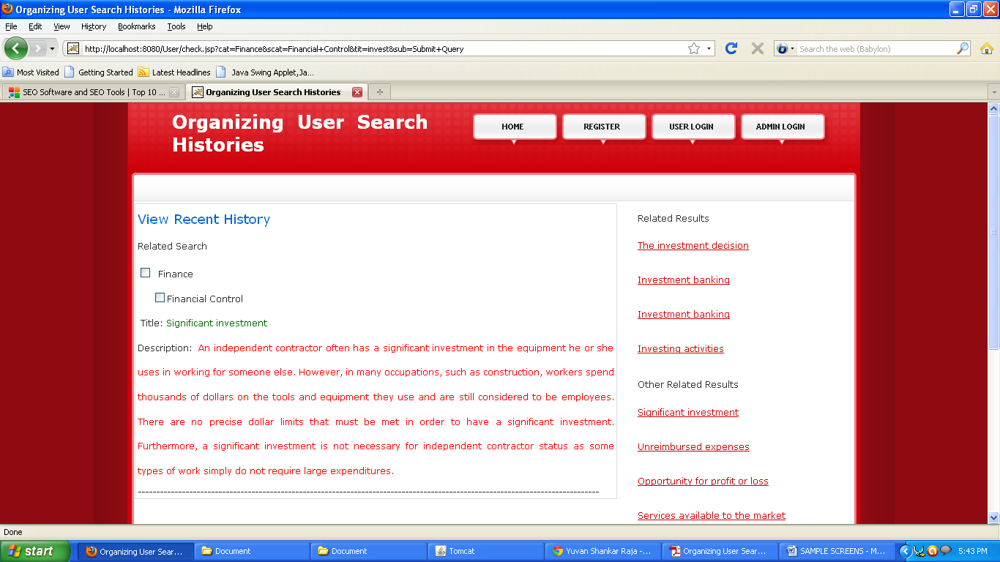 Organizing User Search Histories - Mozilla Firefox
File Edit View History Bookmarks Tools Help
http://localhost:8080/User/check.jsp?cat=Finance&scat=Financial+Control&tit=invest&sub=Submit+Query
Search the web (Babylon)
Most Visited Getting Started Latest Headlines Java Swing Applet,Ja...
SEO Software and SEO Tools | Top 10 ... Organizing User Search Histories
Organizing User Search
Histories
HOME REGISTER USER LOGIN ADMIN LOGIN
View Recent History
Related Search
Finance
Financial Control
Title: Significant investment
Description: An independent contractor often has a significant investment in the equipment he or she
uses in working for someone else. However, in many occupations, such as construction, workers spend
thousands of dollars on the tools and equipment they use and are still considered to be employees.
There are no precise dollar limits that must be met in order to have a significant investment.
Furthermore, a significant investment is not necessary for independent contractor status as some
types of work simply do not require large expenditures.
------------------------------------------------------------------------------------------------------------------------------
Related Results
The investment decision
Investment banking
Investment banking
Investing activities
Other Related Results
Significant investment
Unreimbursed expenses
Opportunity for profit or loss
Services available to the market
Done
start Organizing User Sear... Document Document Tomcat Yuvan Shankar Raja -... Organizing User Sear... SAMPLE SCREENS - M... 5:43 PM